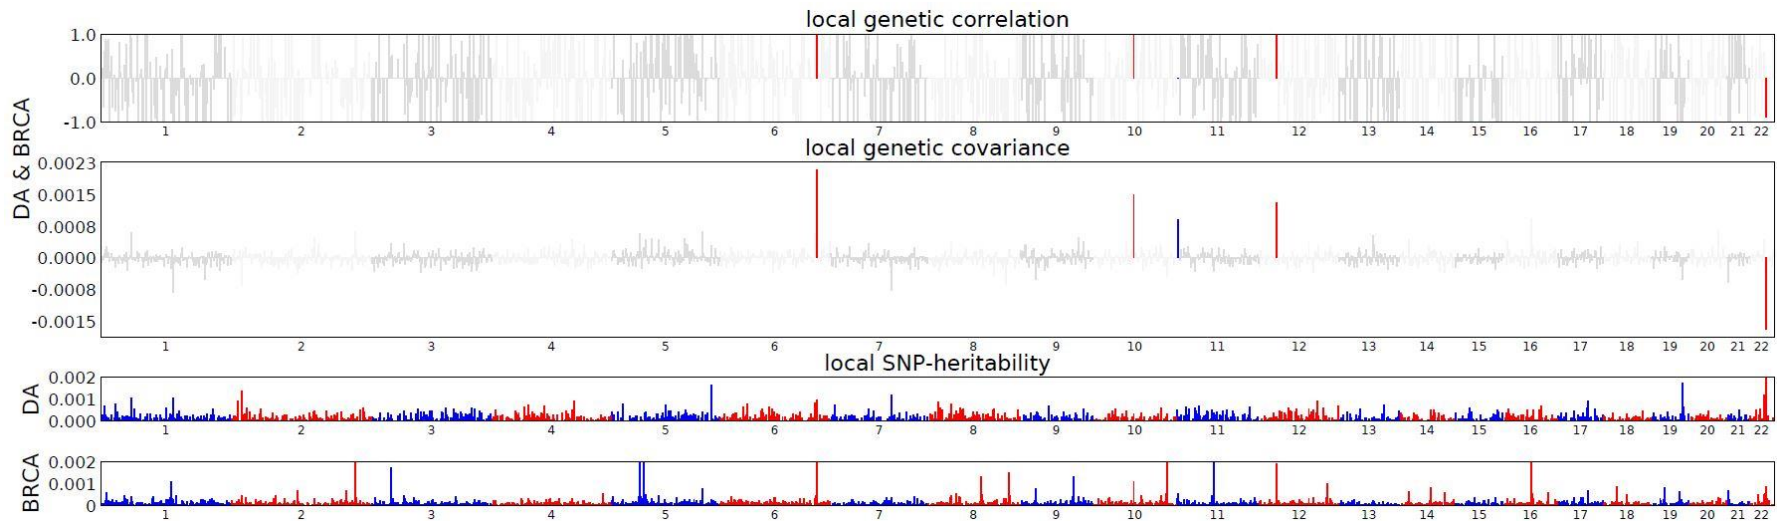 local genetic correlation
DA & BRCA
1.0
0.0
-1.0
1 2 3 4 5 6 7 8 9 10 11 12 13 14 15 16 17 18 19 20 21 22
local genetic covariance
0.0023
0.0015
0.0008
0.0000
-0.0008
-0.0015
1 2 3 4 5 6 7 8 9 10 11 12 13 14 15 16 17 18 19 20 21 22
local SNP-heritability
DA
0.002
0.001
0.000
1 2 3 4 5 6 7 8 9 10 11 12 13 14 15 16 17 18 19 20 21 22
BRCA
0.002
0.001
0
1 2 3 4 5 6 7 8 9 10 11 12 13 14 15 16 17 18 19 20 21 22